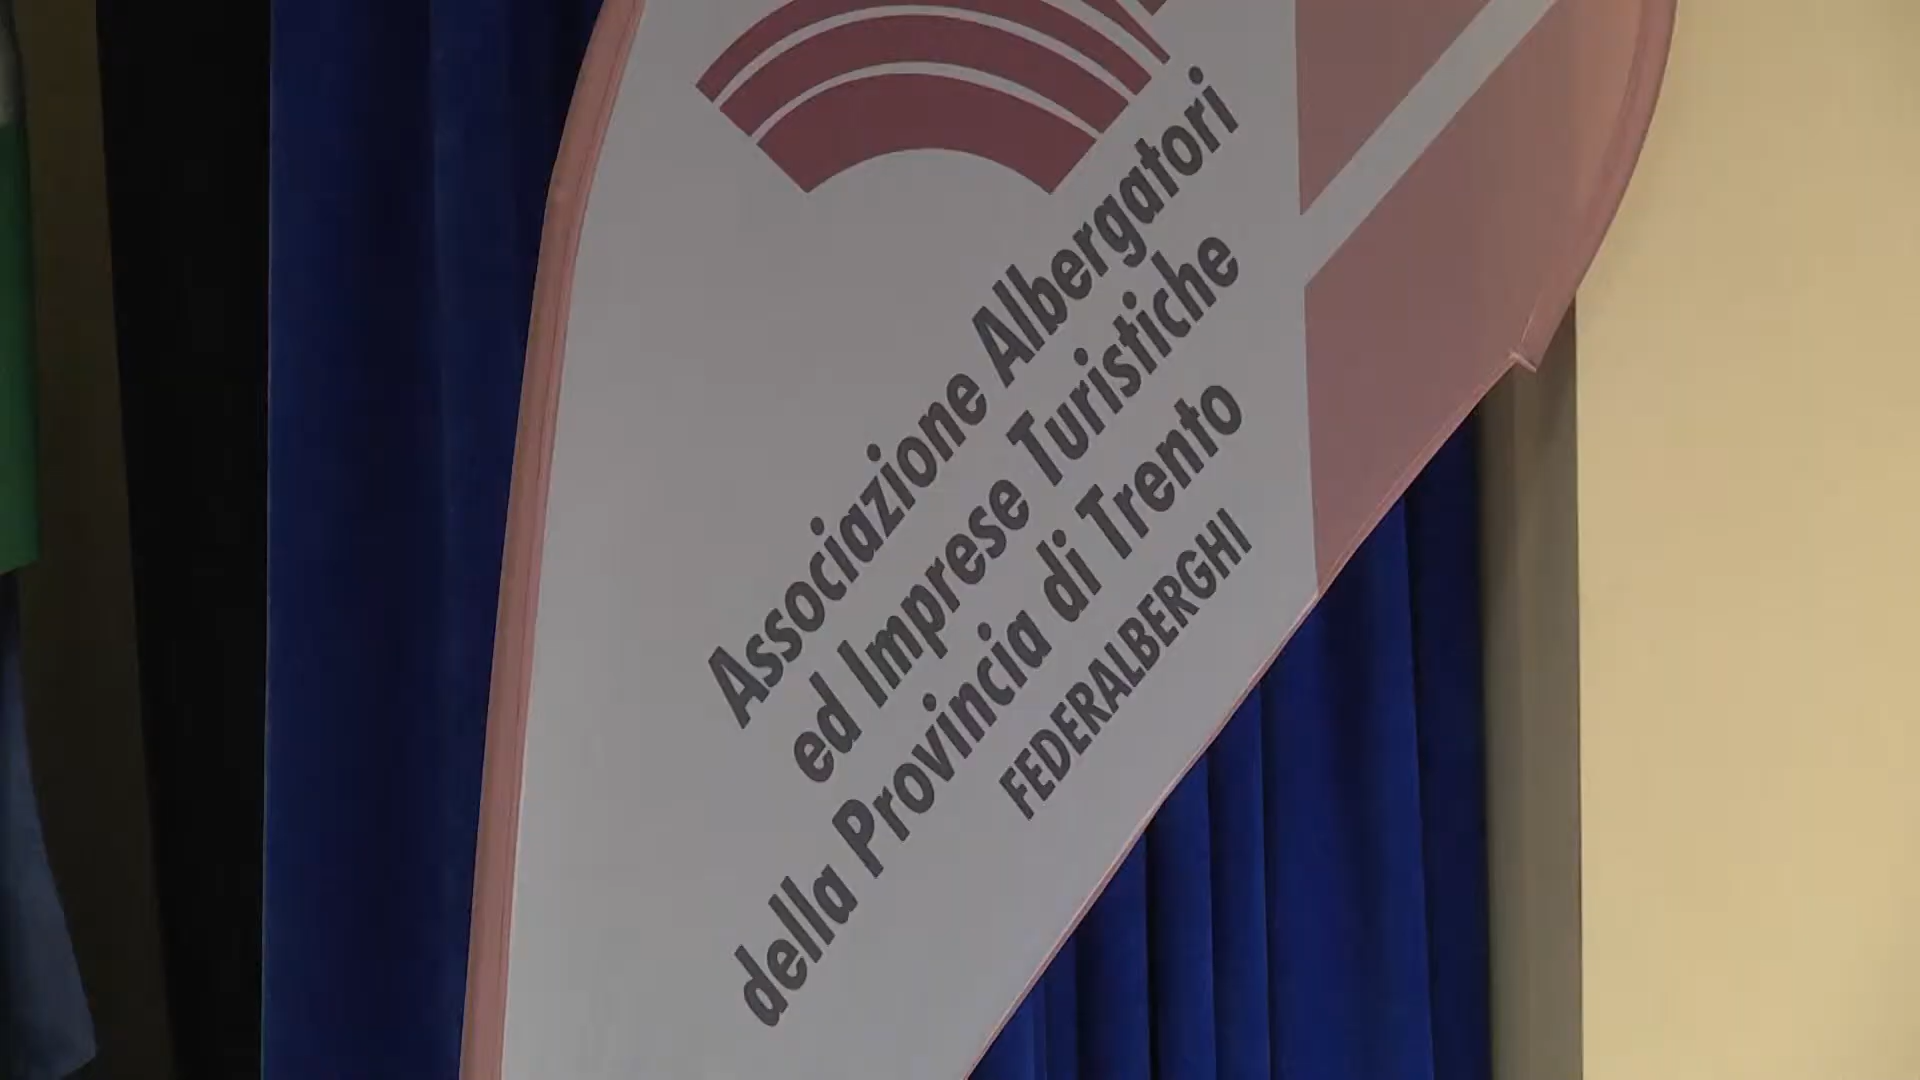 Associazione Albergatori
ed Imprese Turistiche
della Provincia di Trento
FEDERALBERGHI